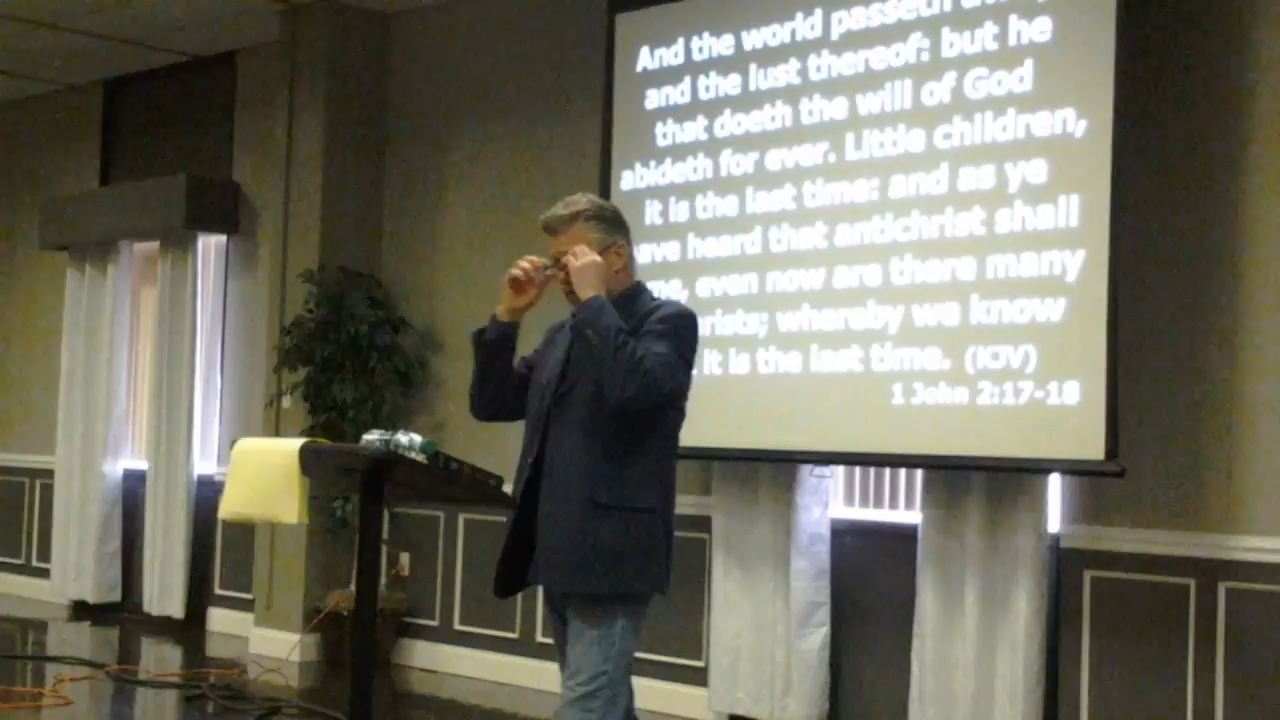 And the world passeth
and the lust thereof: but he
that doeth the will of God
abideth for ever. Little children,
it is the last time: and as ye
ave heard that antichrist shall
even now are there many
rists; whereby we know
it is the last time. (KJV)
1 John 2:17-18